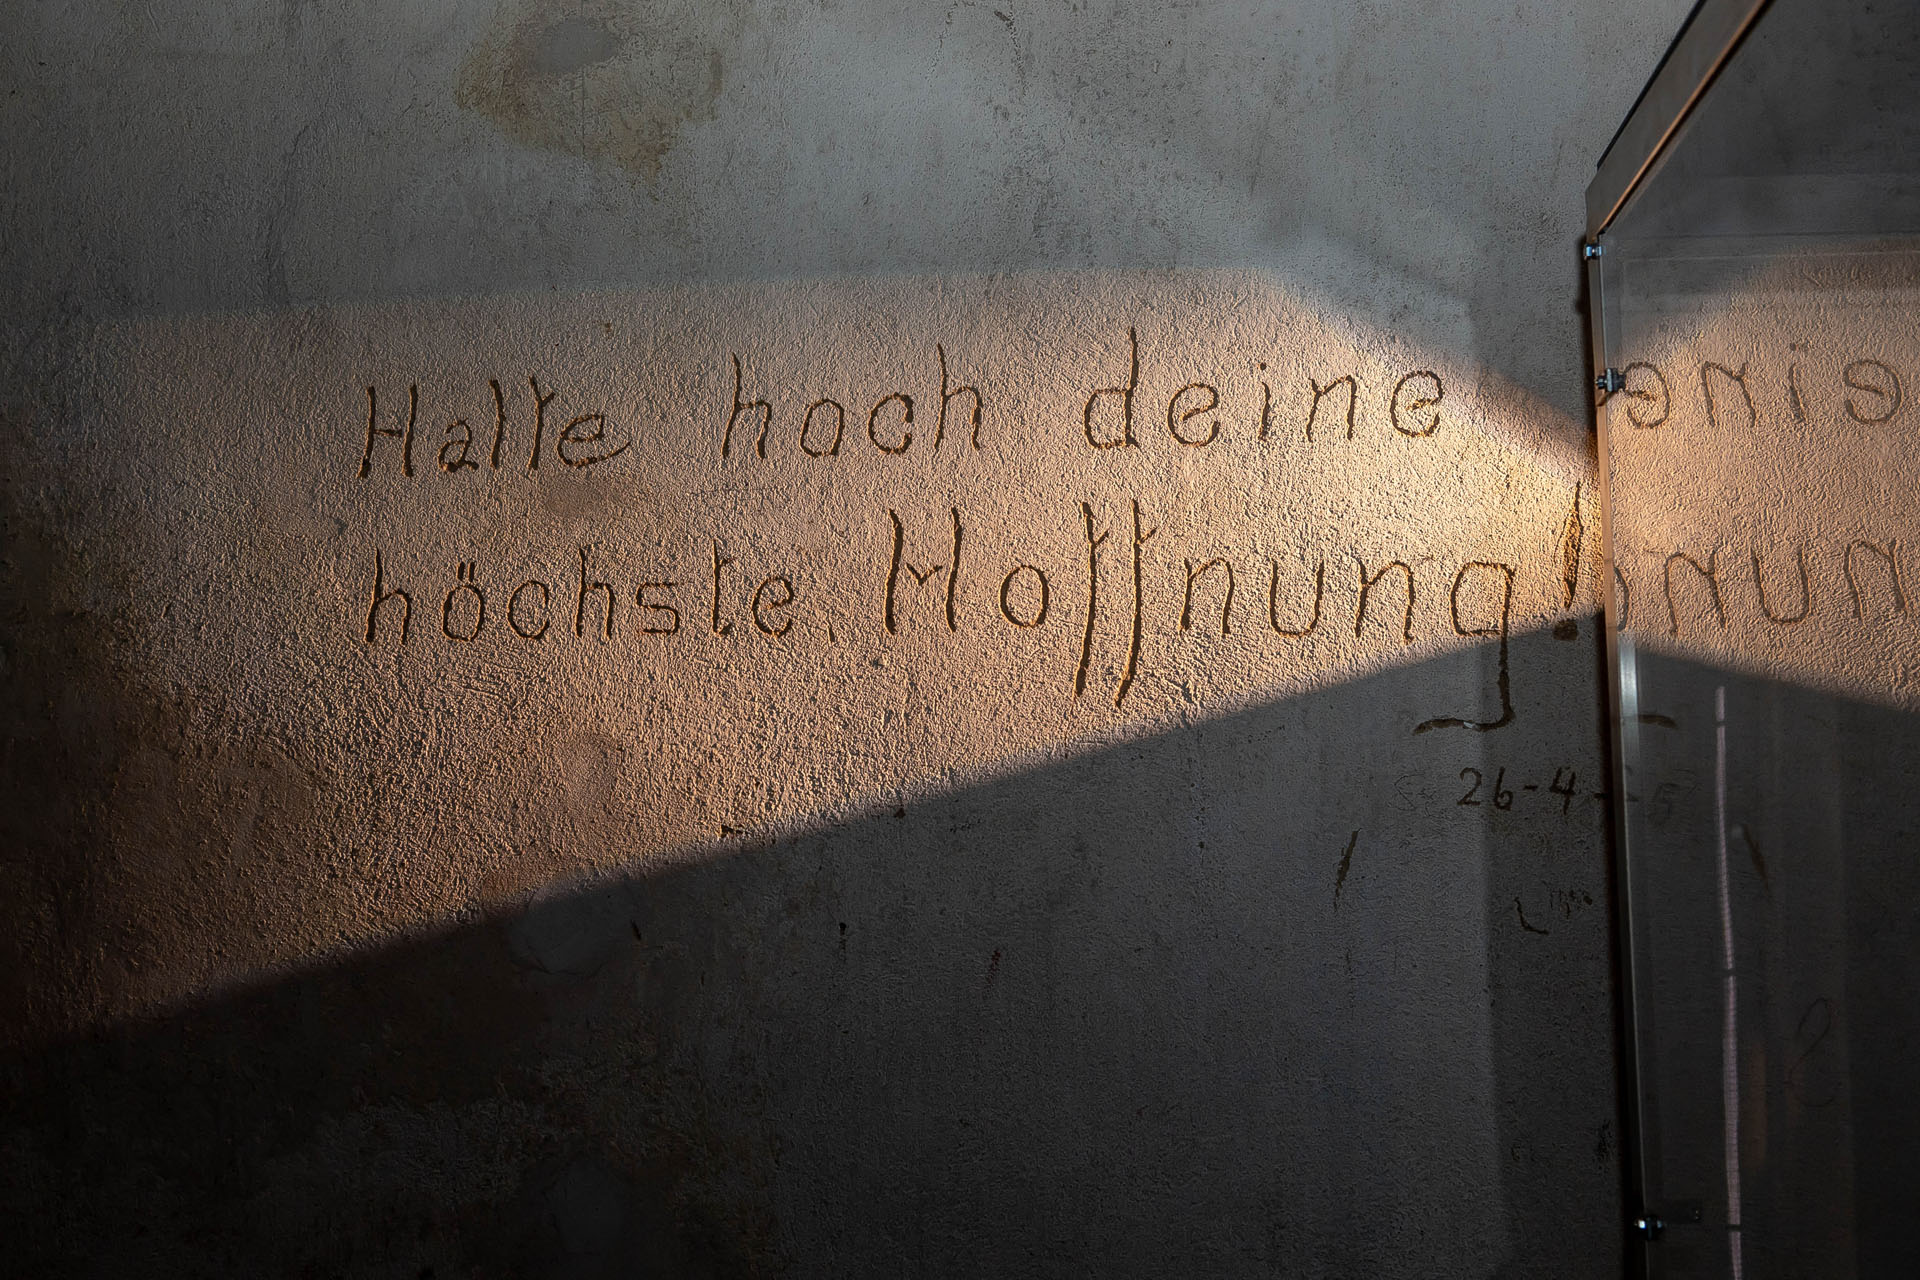 Halte hoch deine
höchste Hoffnung!
26-4-